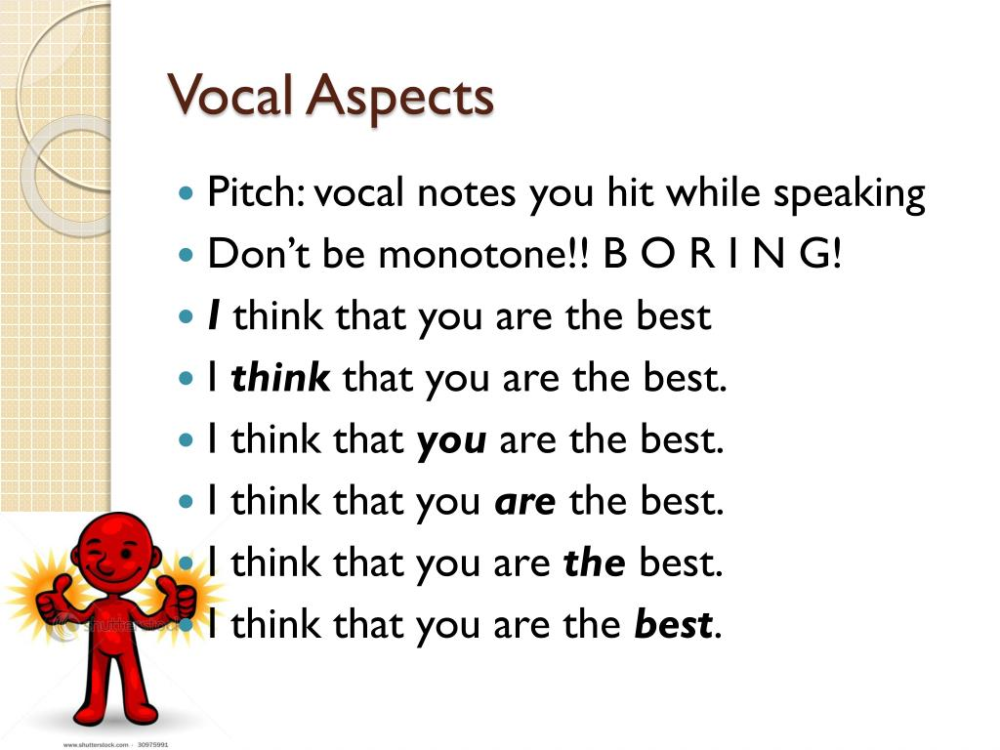 Vocal Aspects
• Pitch: vocal notes you hit while speaking
• Don’t be monotone!! B O R I N G!
• I think that you are the best
• I think that you are the best.
• I think that you are the best.
• I think that you are the best.
• I think that you are the best.
• I think that you are the best.
shutterstock
www.shutterstock.com · 30975991